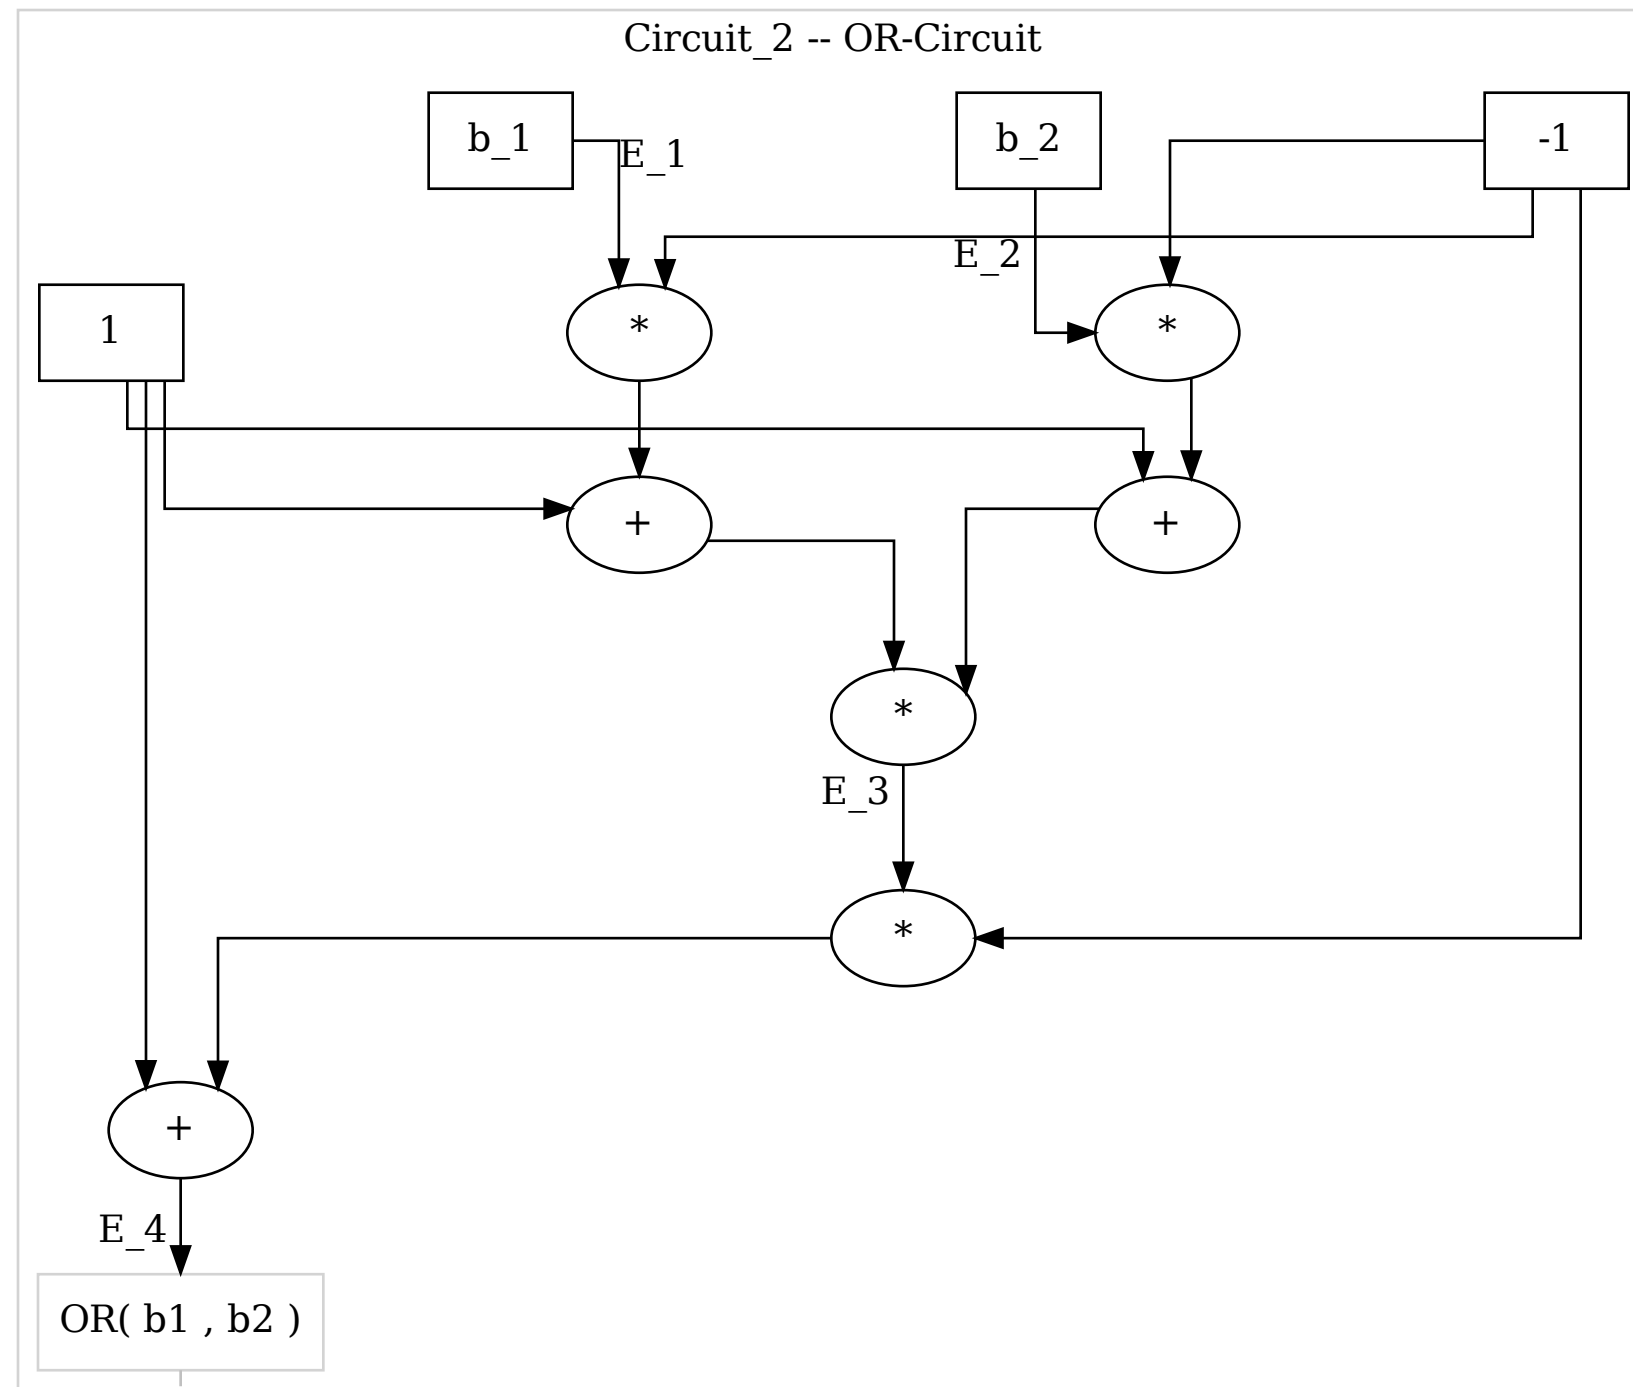 Circuit_2 -- OR-Circuit
b_1
b_2
-1
E_1
E_2
1
*
*
+
+
*
E_3
*
+
E_4
OR( b1 , b2 )